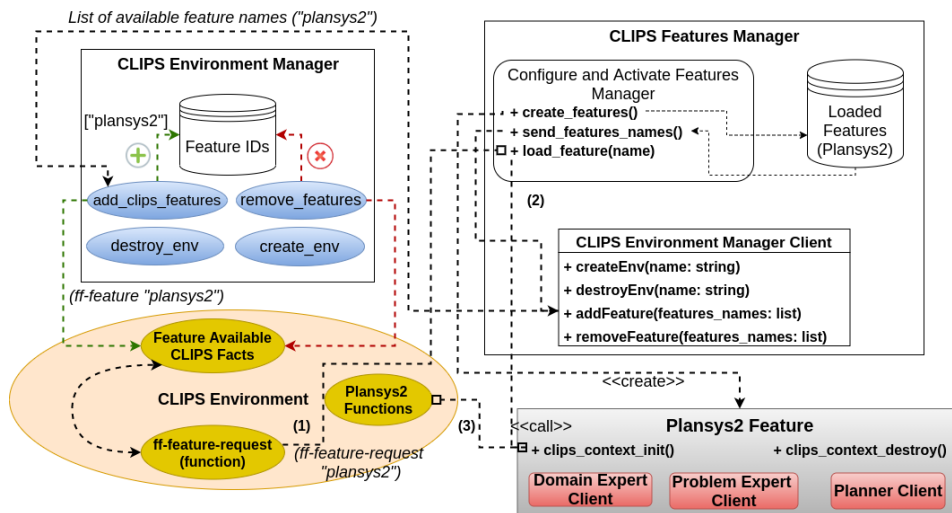 List of available feature names ("plansys2")
CLIPS Environment Manager
["plansys2"]
Feature IDs
add_clips_features
remove_features
destroy_env
create_env
(ff-feature "plansys2")
Feature Available
CLIPS Facts
CLIPS Environment
Plansys2
Functions
(1)
ff-feature-request
(function)
(ff-feature-request
"plansys2")
CLIPS Features Manager
Configure and Activate Features
Manager
+ create_features()
+ send_features_names()
+ load_feature(name)
Loaded
Features
(Plansys2)
(2)
CLIPS Environment Manager Client
+ createEnv(name: string)
+ destroyEnv(name: string)
+ addFeature(features_names: list)
+ removeFeature(features_names: list)
<<create>>
(3)
<<call>>
Plansys2 Feature
+ clips_context_init()
+ clips_context_destroy()
Domain Expert
Client
Problem Expert
Client
Planner Client